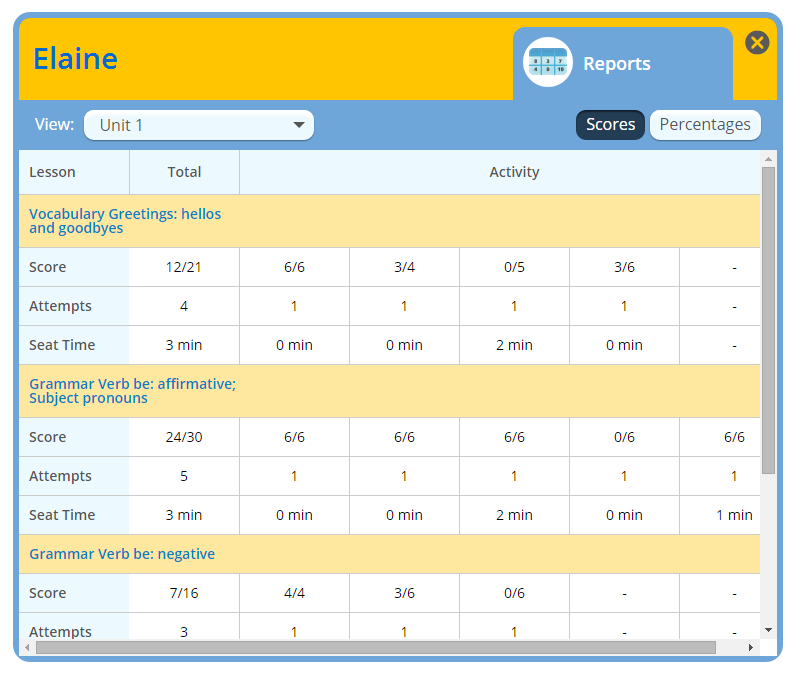 Elaine
Reports
View: Unit 1 Scores Percentages
Lesson Total Activity
Vocabulary Greetings: hellos
and goodbyes
Score 12/21 6/6 3/4 0/5 3/6 -
Attempts 4 1 1 1 1 -
Seat Time 3 min 0 min 0 min 2 min 0 min -
Grammar Verb be: affirmative;
Subject pronouns
Score 24/30 6/6 6/6 6/6 0/6 6/6
Attempts 5 1 1 1 1 1
Seat Time 3 min 0 min 0 min 2 min 0 min 1 min
Grammar Verb be: negative
Score 7/16 4/4 3/6 0/6 - -
Attempts 3 1 1 1 - -